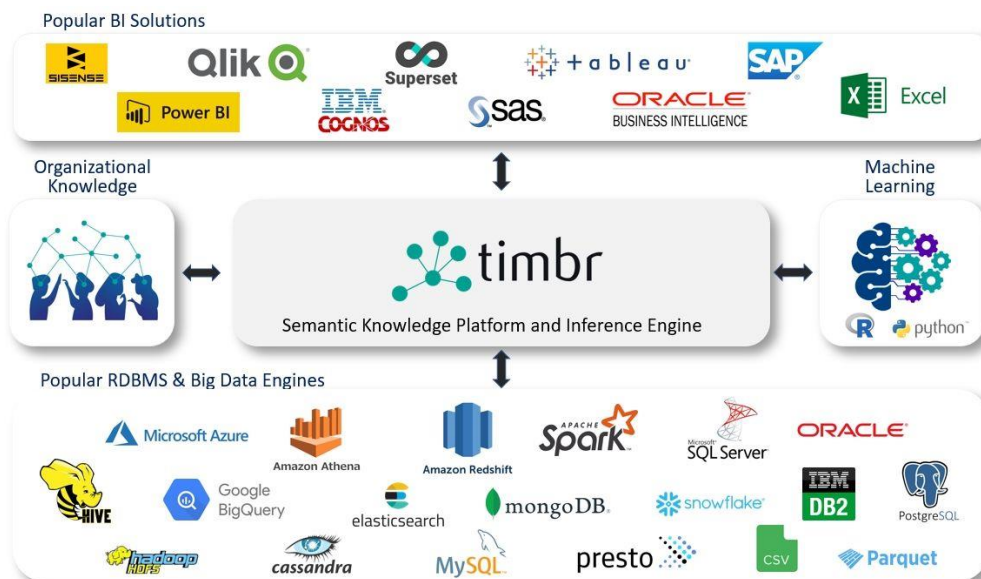 Popular BI Solutions
SISENSE
Qlik
Superset
+ableau
SAP
Power BI
IBM
COGNOS
sas
ORACLE
BUSINESS INTELLIGENCE
X
Excel
Organizational
Knowledge
Machine
Learning
timbr
Semantic Knowledge Platform and Inference Engine
R
python
Popular RDBMS & Big Data Engines
Microsoft Azure
Amazon Athena
Amazon Redshift
APACHE
Spark
Microsoft
SQL Server
ORACLE
HIVE
Google
BigQuery
elasticsearch
mongoDB
snowflake
IBM
DB2
PostgreSQL
hadoop
HDFS
cassandra
MySQL
presto
CSV
Parquet